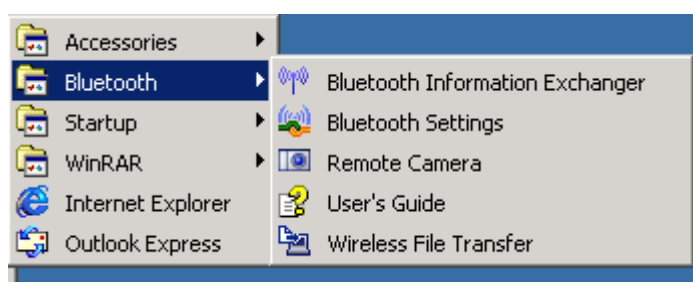 Accessories
Bluetooth
Startup
WinRAR
Internet Explorer
Outlook Express
Bluetooth Information Exchanger
Bluetooth Settings
Remote Camera
User's Guide
Wireless File Transfer